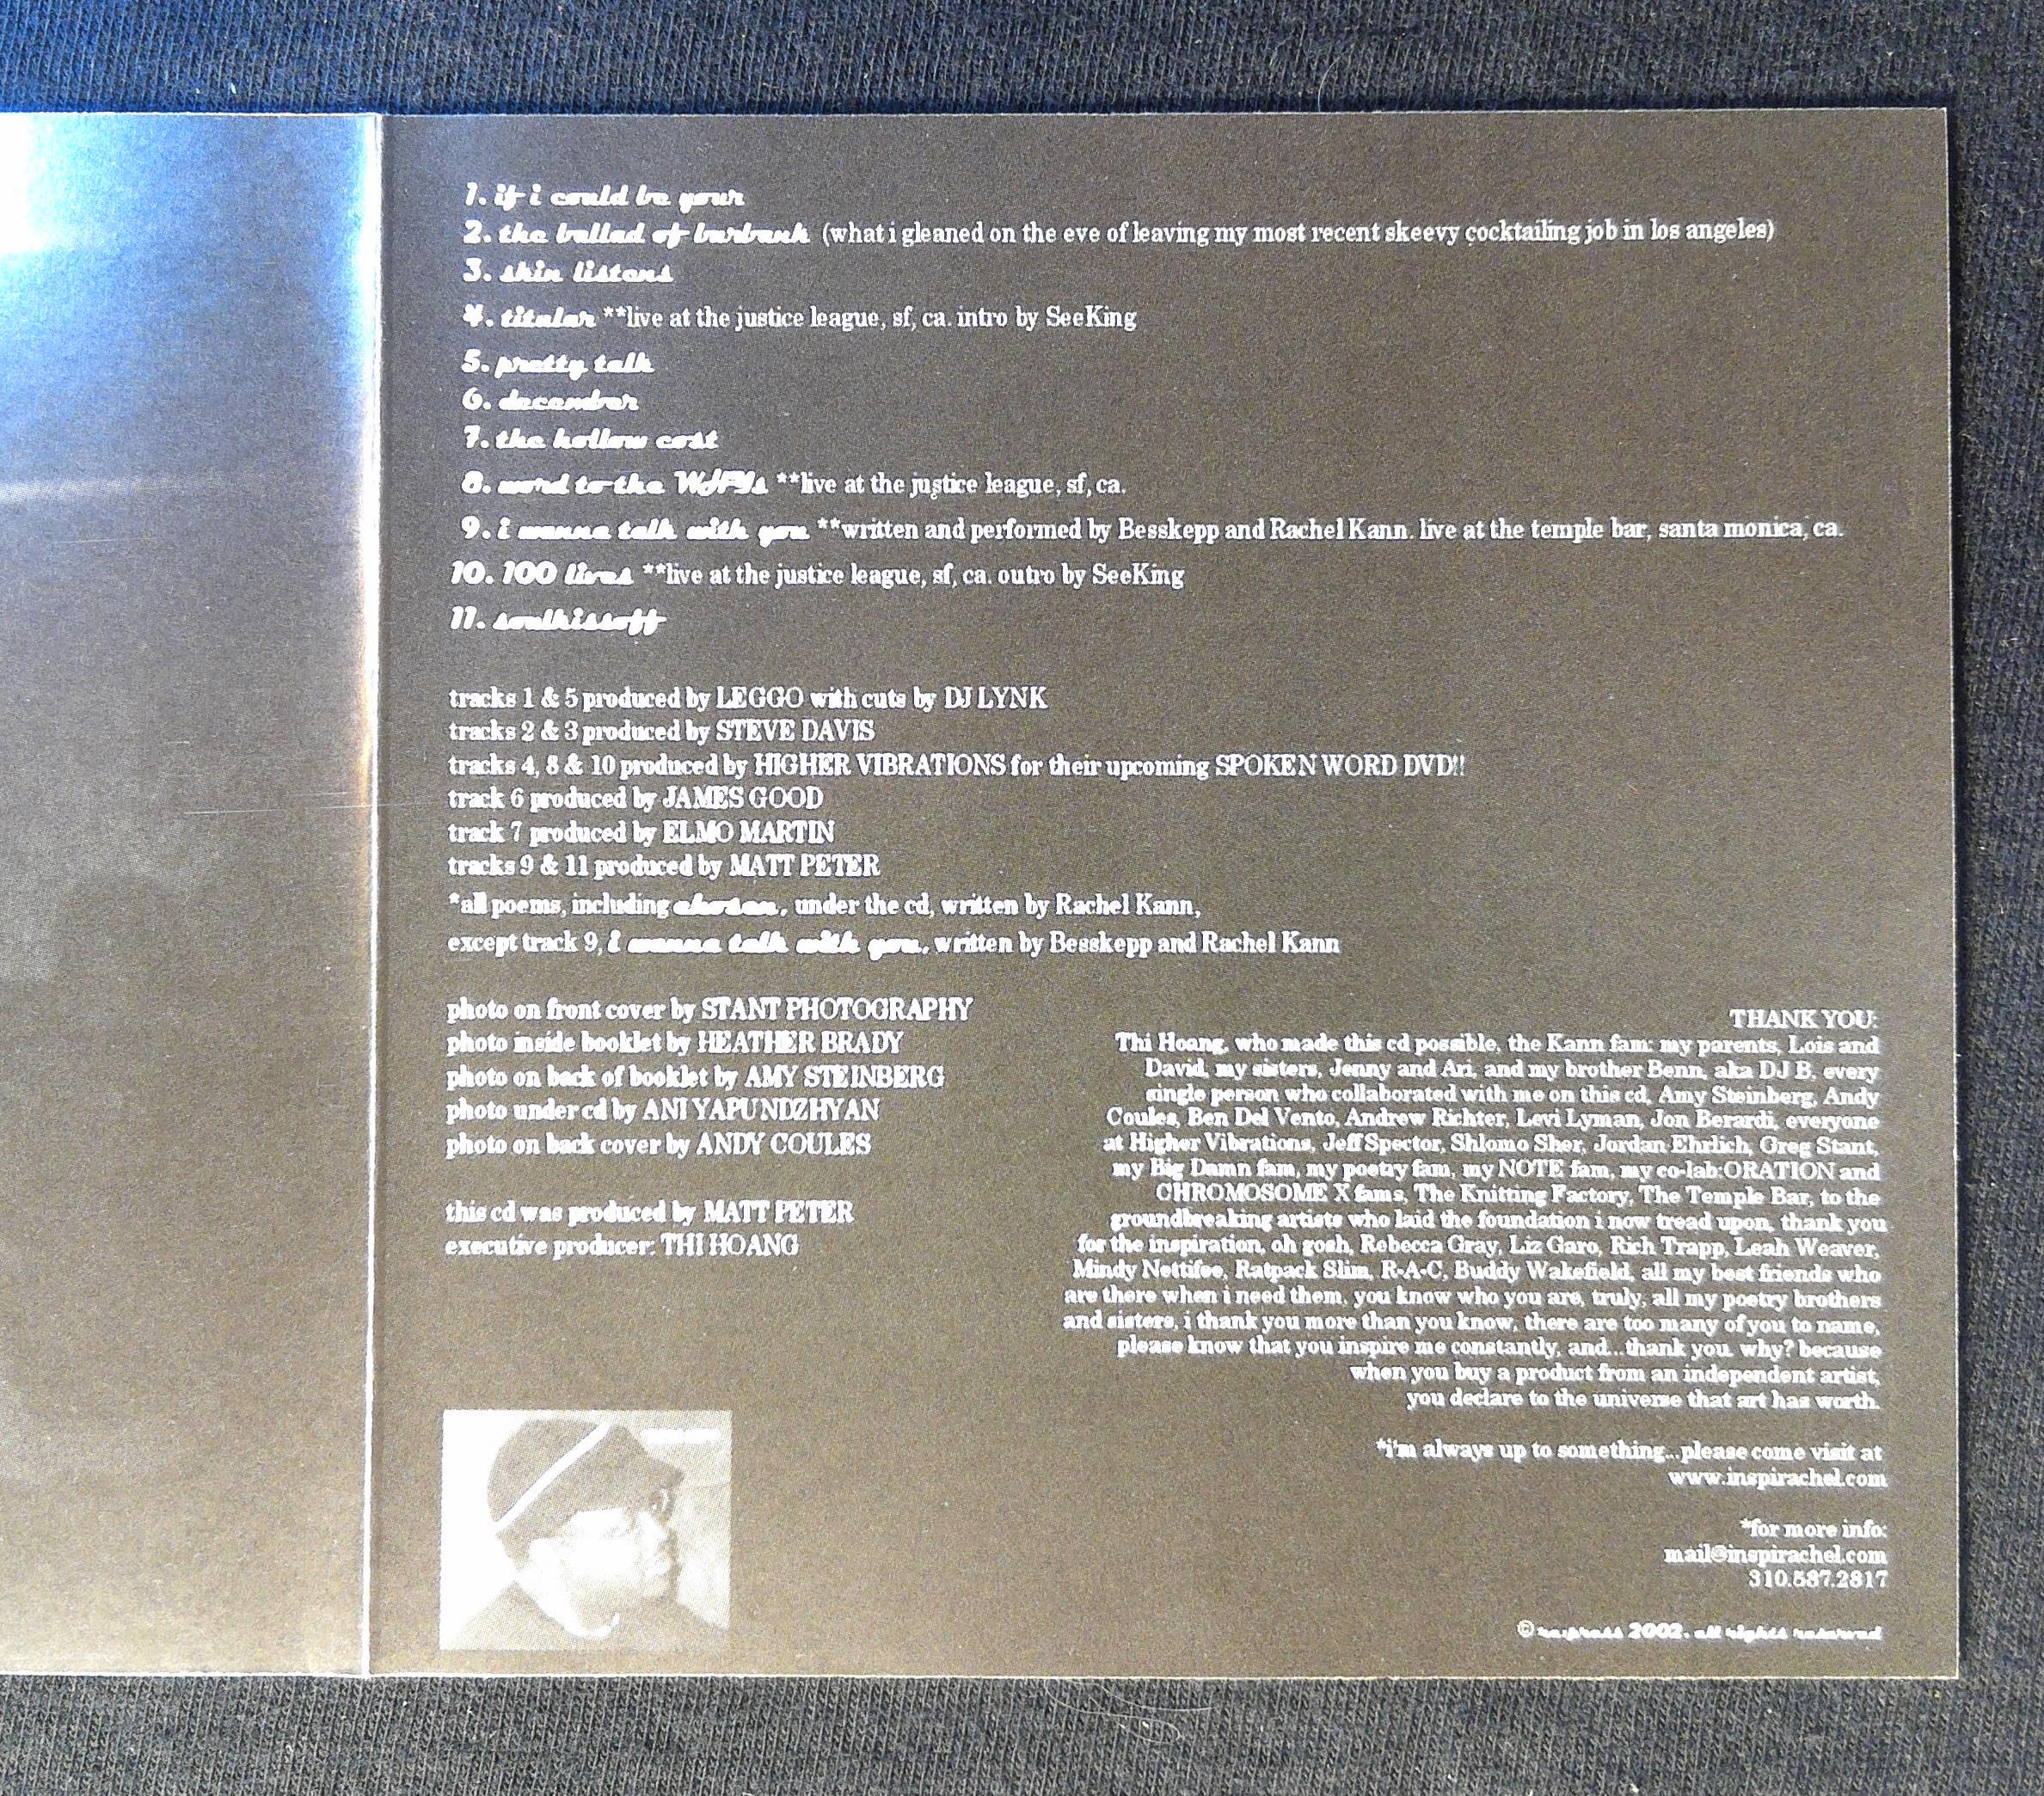 1. if i could be your
2. the ballad of burbank (what i gleaned on the eve of leaving my most recent skeevy cocktailing job in los angeles)
3. skin listens
4. titular **live at the justice league, sf, ca. intro by SeeKing
5. pretty talk
6. december
7. the hollow cost
8. word to the **live at the justice league, sf, ca.
9. i wanna talk with you **written and performed by Besskepp and Rachel Kann. live at the temple bar, santa monica, ca.
10. 100 lives **live at the justice league, sf, ca. outro by SeeKing
11. soulkissoff
tracks 1 & 5 produced by LEGGO with cuts by DJ LYNK
tracks 2 & 3 produced by STEVE DAVIS
tracks 4, 8 & 10 produced by HIGHER VIBRATIONS for their upcoming SPOKEN WORD DVD!!
track 6 produced by JAMES GOOD
track 7 produced by ELMO MARTIN
tracks 9 & 11 produced by MATT PETER
*all poems, including chosen, under the cd, written by Rachel Kann,
except track 9, i wanna talk with you, written by Besskepp and Rachel Kann
photo on front cover by STANT PHOTOGRAPHY
photo inside booklet by HEATHER BRADY
photo on back of booklet by AMY STEINBERG
photo under cd by ANI YAPUNDZHYAN
photo on back cover by ANDY COULES
this cd was produced by MATT PETER
executive producer: THI HOANG
THANK YOU:
Thi Hoang, who made this cd possible, the Kann fam: my parents, Lois and
David, my sisters, Jenny and Ari, and my brother Benn, aka DJ B, every
single person who collaborated with me on this cd, Amy Steinberg, Andy
Coules, Ben Del Vento, Andrew Richter, Levi Lyman, Jon Berardi, everyone
at Higher Vibrations, Jeff Spector, Shlomo Sher, Jordan Ehrlich, Greg Stant,
my Big Damn fam, my poetry fam, my NOTE fam, my co-lab:ORATION and
CHROMOSOME X fams, The Knitting Factory, The Temple Bar, to the
groundbreaking artists who laid the foundation i now tread upon, thank you
for the inspiration, oh gosh, Rebecca Gray, Liz Garo, Rich Trapp, Leah Weaver,
Mindy Nettifee, Ratpack Slim, R-A-C, Buddy Wakefield, all my best friends who
are there when i need them, you know who you are, truly, all my poetry brothers
and sisters, i thank you more than you know, there are too many of you to name,
please know that you inspire me constantly, and...thank you. why? because
when you buy a product from an independent artist,
you declare to the universe that art has worth.
*i'm always up to something...please come visit at
www.inspirachel.com
*for more info:
mail@inspirachel.com
310.587.2817
© 2002. all rights reserved